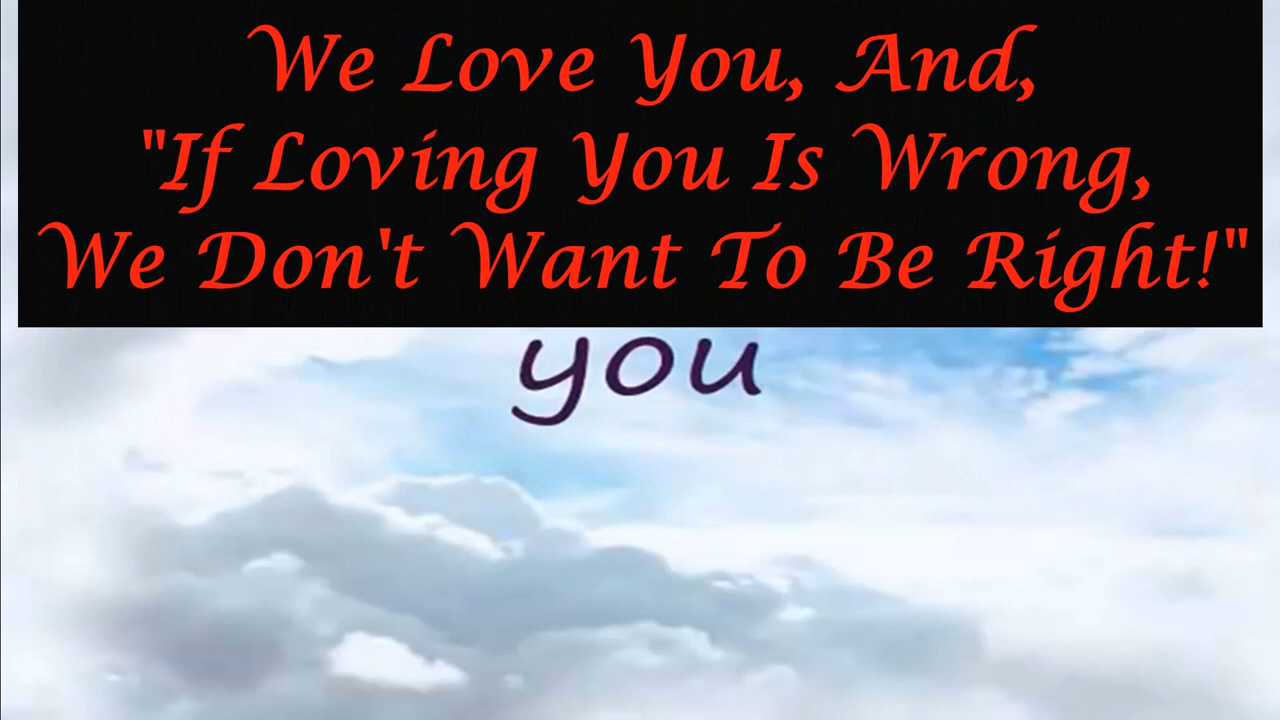 We Love You, And,
"If Loving You Is Wrong,
We Don't Want To Be Right!"
you